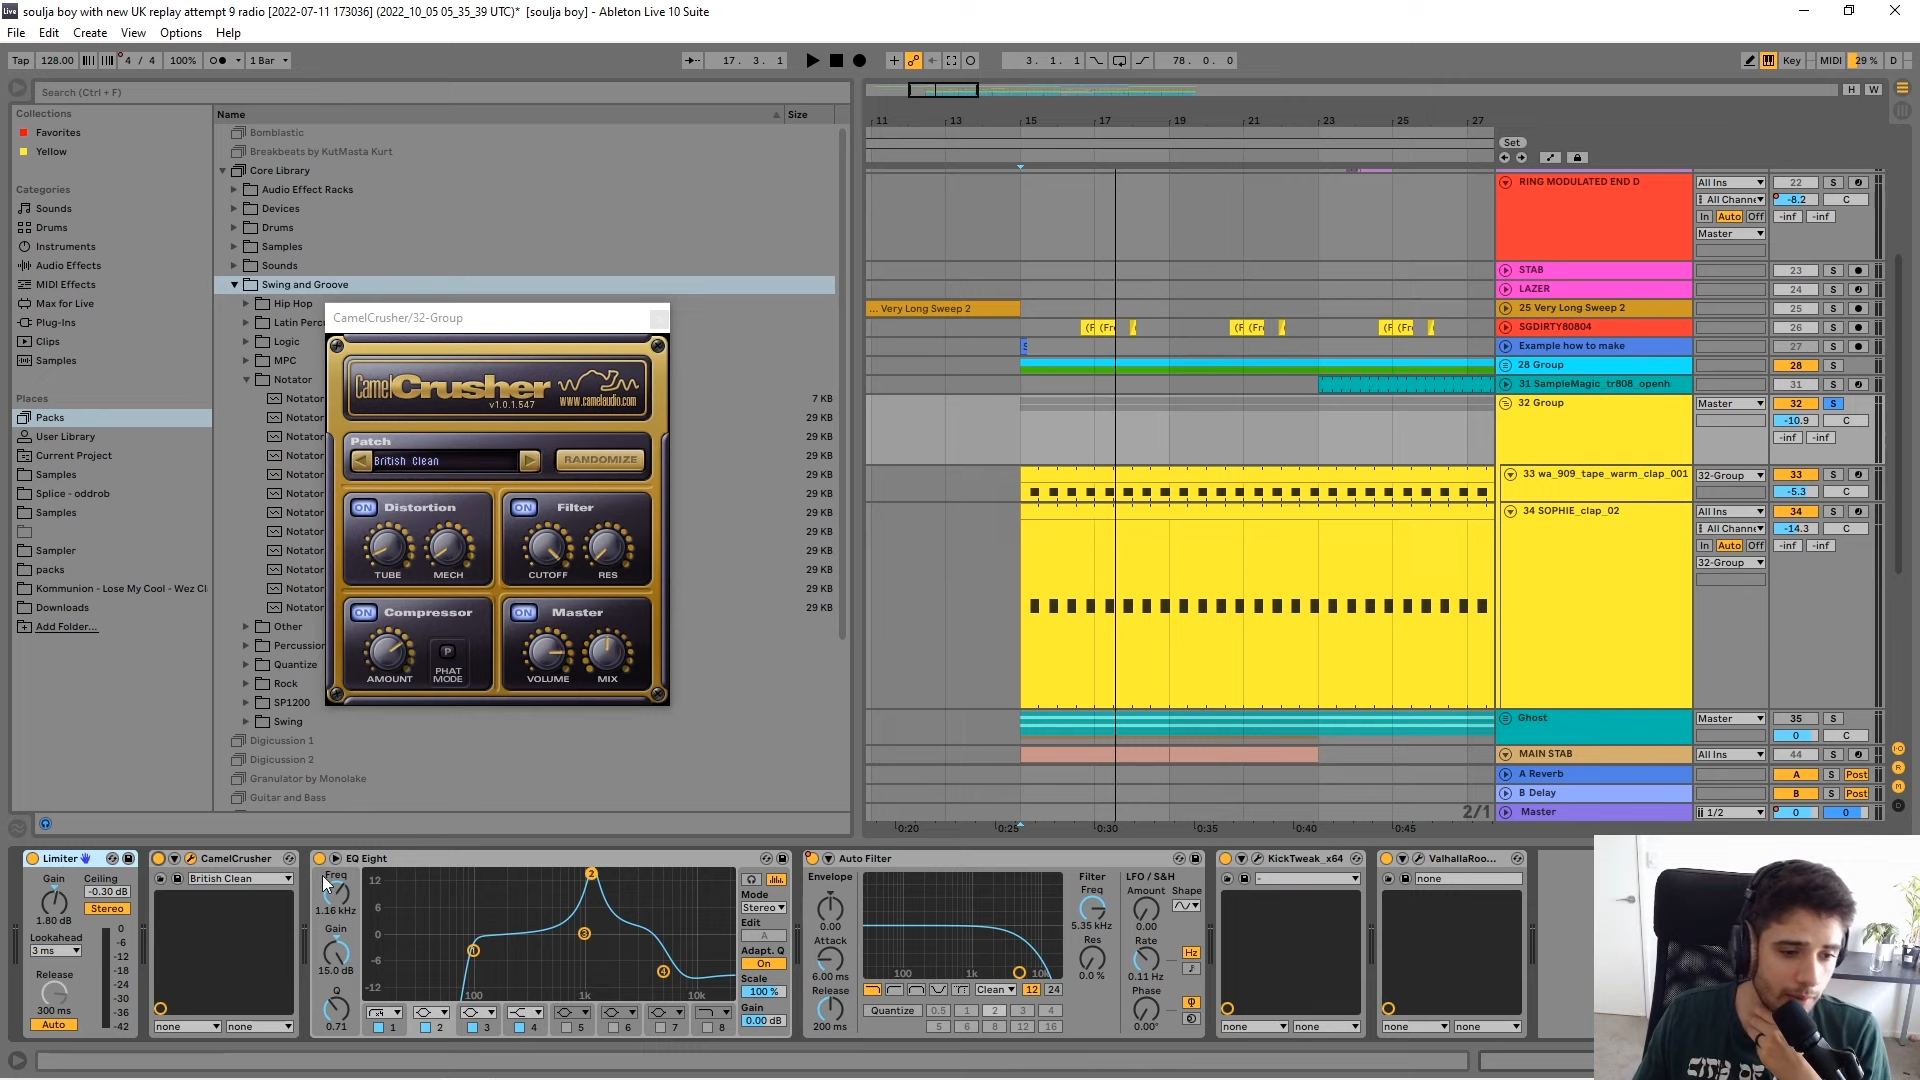 soulja boy with new UK replay attempt 9 radio [2022-07-11 173036] (2022_10_05 05_35_39 UTC)* [soulja boy] - Ableton Live 10 Suite
File Edit Create View Options Help
Tap 128.00 4 / 4 100% 1 Bar 17. 3. 1 3. 1. 1 78. 0. 0 Key MIDI 29 % D
Search (Ctrl + F)
H W
Collections
Favorites
Yellow
Categories
Sounds
Drums
Instruments
Audio Effects
MIDI Effects
Max for Live
Plug-Ins
Clips
Samples
Places
Packs
User Library
Current Project
Samples
Splice - oddrob
Samples
Sampler
packs
Kommunion - Lose My Cool - Wez Cl
Downloads
Add Folder...
Name Size
Bomblastic
Breakbeats by KutMasta Kurt
Core Library
Audio Effect Racks
Devices
Drums
Samples
Sounds
Swing and Groove
Hip Hop
Latin Perc
Logic
MPC
Notator
Notator 7 KB
Notator 29 KB
Notator 29 KB
Notator 29 KB
Notator 29 KB
Notator 29 KB
Notator 29 KB
Notator 29 KB
Notator 29 KB
Notator 29 KB
Notator 29 KB
Notator 29 KB
Other
Percussion
Quantize
Rock
SP1200
Swing
Digicussion 1
Digicussion 2
Granulator by Monolake
Guitar and Bass
CamelCrusher/32-Group
CamelCrusher
v1.0.1.547
www.camelaudio.com
Patch
British Clean RANDOMIZE
ON Distortion
TUBE MECH
ON Filter
CUTOFF RES
ON Compressor
AMOUNT P PHAT MODE
ON Master
VOLUME MIX
11 13 15 17 19 21 23 25 27
Set
RING MODULATED END D All Ins 22 S
All Channe -8.2 C
In Auto Off -inf -inf
Master
STAB 23 S
LAZER 24 S
... Very Long Sweep 2 25 Very Long Sweep 2 25 S
SGDIRTY80804 26 S
Example how to make 27 S
28 Group 28 S
31 SampleMagic_tr808_openh 31 S
32 Group Master 32 S
-10.9 C
-inf -inf
33 wa_909_tape_warm_clap_001 32-Group 33 S
-5.3 C
34 SOPHIE_clap_02 All Ins 34 S
All Channe -14.3 C
In Auto Off -inf -inf
32-Group
Ghost Master 35 S
0 C
MAIN STAB All Ins 44 S
A Reverb A S Post
B Delay B S Post
2/1 Master 1/2 0 0
0:20 0:25 0:30 0:35 0:40 0:45
Limiter
Gain Ceiling
-0.30 dB
Stereo
1.80 dB
Lookahead
3 ms
Release
300 ms
Auto
0
-6
-12
-18
-24
-30
-36
-42
CamelCrusher
British Clean
none none
EQ Eight
Freq
1.16 kHz
Gain
15.0 dB
Q
0.71
12
6
0
-6
-12
100 1k 10k
1 2 3 4
1 2 3 4 5 6 7 8
Mode
Stereo
Edit
A
Adapt. Q
On
Scale
100 %
Gain
0.00 dB
Auto Filter
Envelope
0.00
Attack
6.00 ms
Release
200 ms
100 1k 10k
Clean 12 24
Quantize 0.5 1 2 3 4
5 6 8 12 16
Filter
Freq
5.35 kHz
Res
0.0 %
LFO / S&H
Amount Shape
0.00
Rate
Hz
0.11 Hz
Phase
0.00°
KickTweak_x64
-
none none
ValhallaRoo...
none
none none
CITY OF